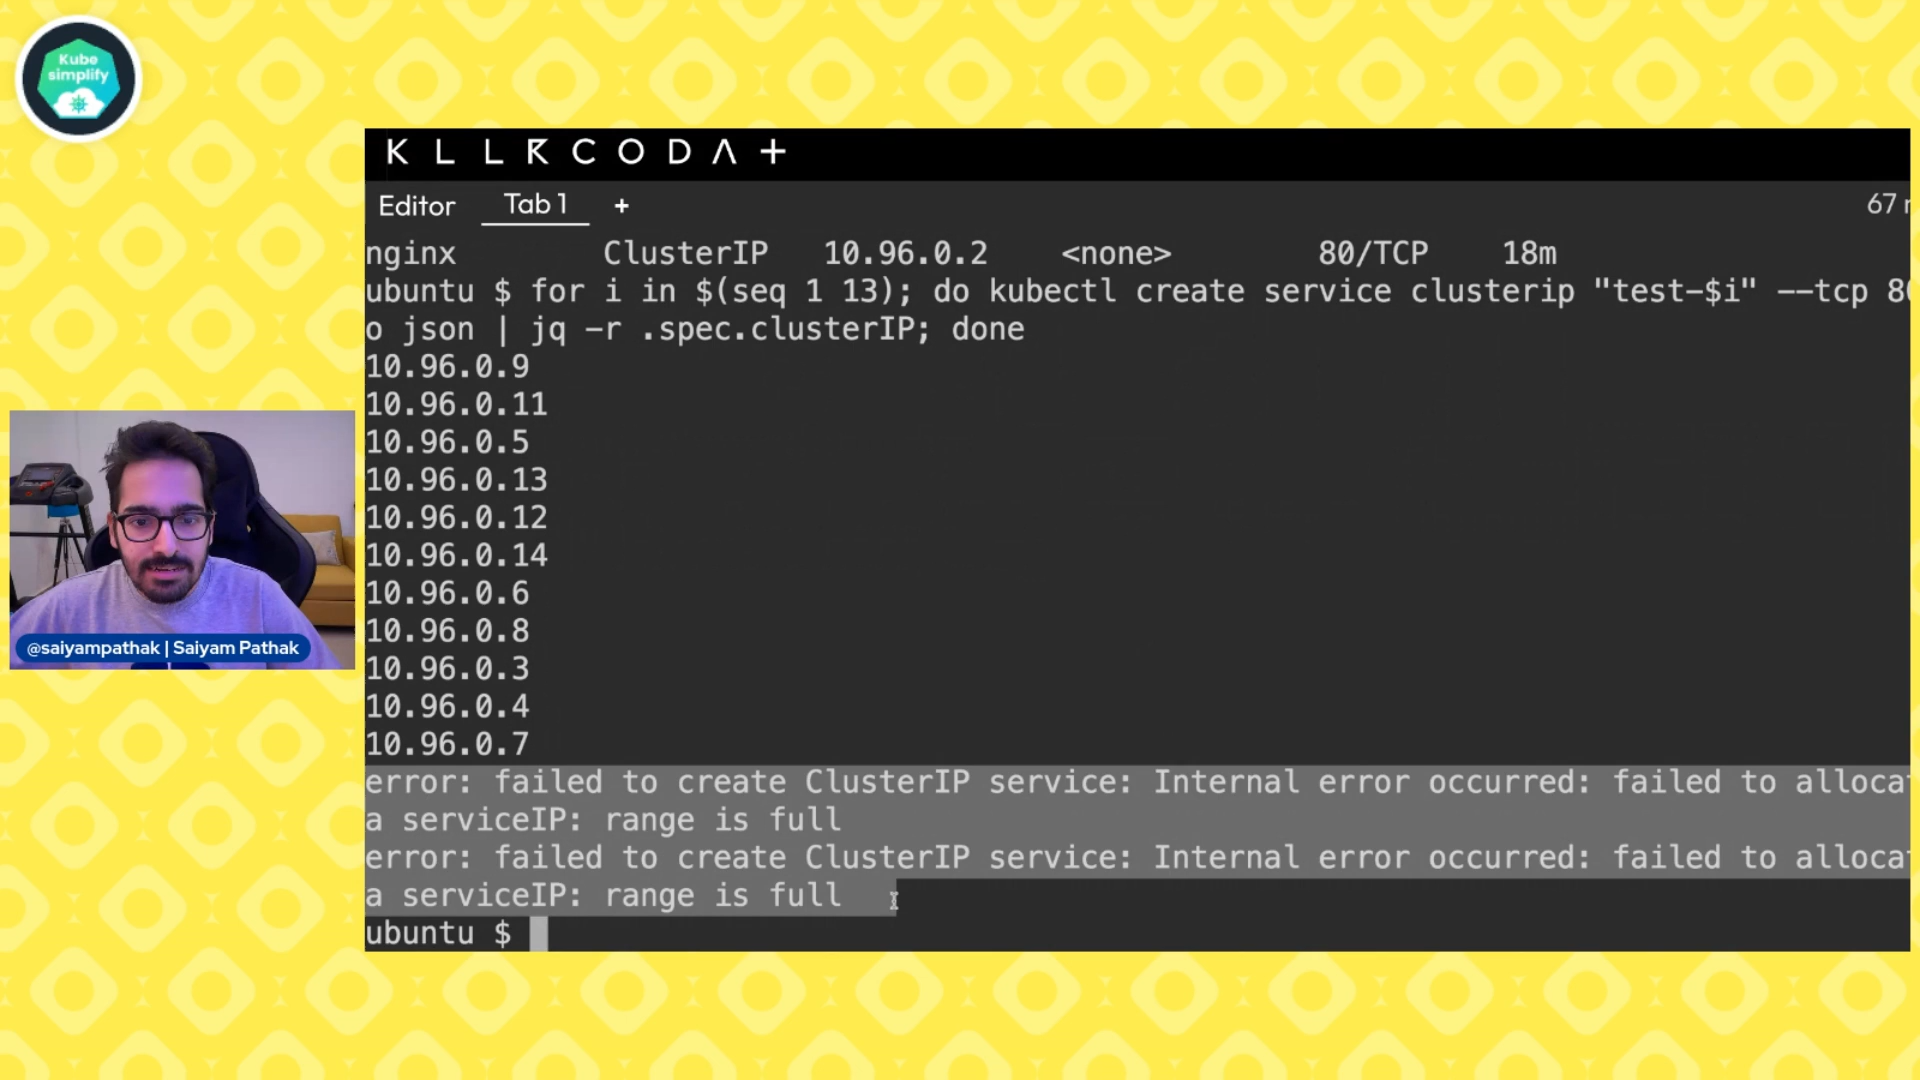 Kube
simplify
KLLRCODA+
Editor Tab 1 +
67
nginx ClusterIP 10.96.0.2 <none> 80/TCP 18m
ubuntu $ for i in $(seq 1 13); do kubectl create service clusterip "test-$i" --tcp 80
o json | jq -r .spec.clusterIP; done
10.96.0.9
10.96.0.11
10.96.0.5
10.96.0.13
10.96.0.12
10.96.0.14
10.96.0.6
10.96.0.8
10.96.0.3
10.96.0.4
10.96.0.7
error: failed to create ClusterIP service: Internal error occurred: failed to allocat
a serviceIP: range is full
error: failed to create ClusterIP service: Internal error occurred: failed to allocat
a serviceIP: range is full
ubuntu $
@saiyampathak | Saiyam Pathak